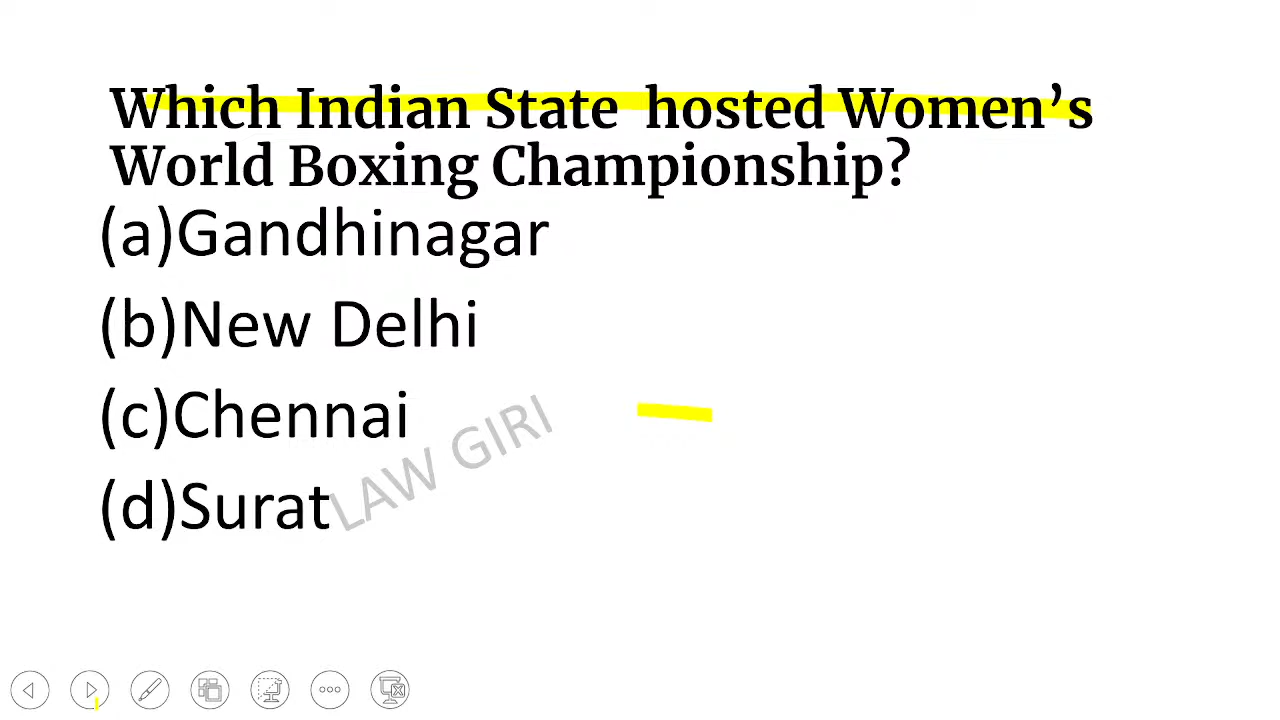 Which Indian State hosted Women’s
World Boxing Championship?
(a)Gandhinagar
(b)New Delhi
(c)Chennai
(d)Surat
LAW GIRI